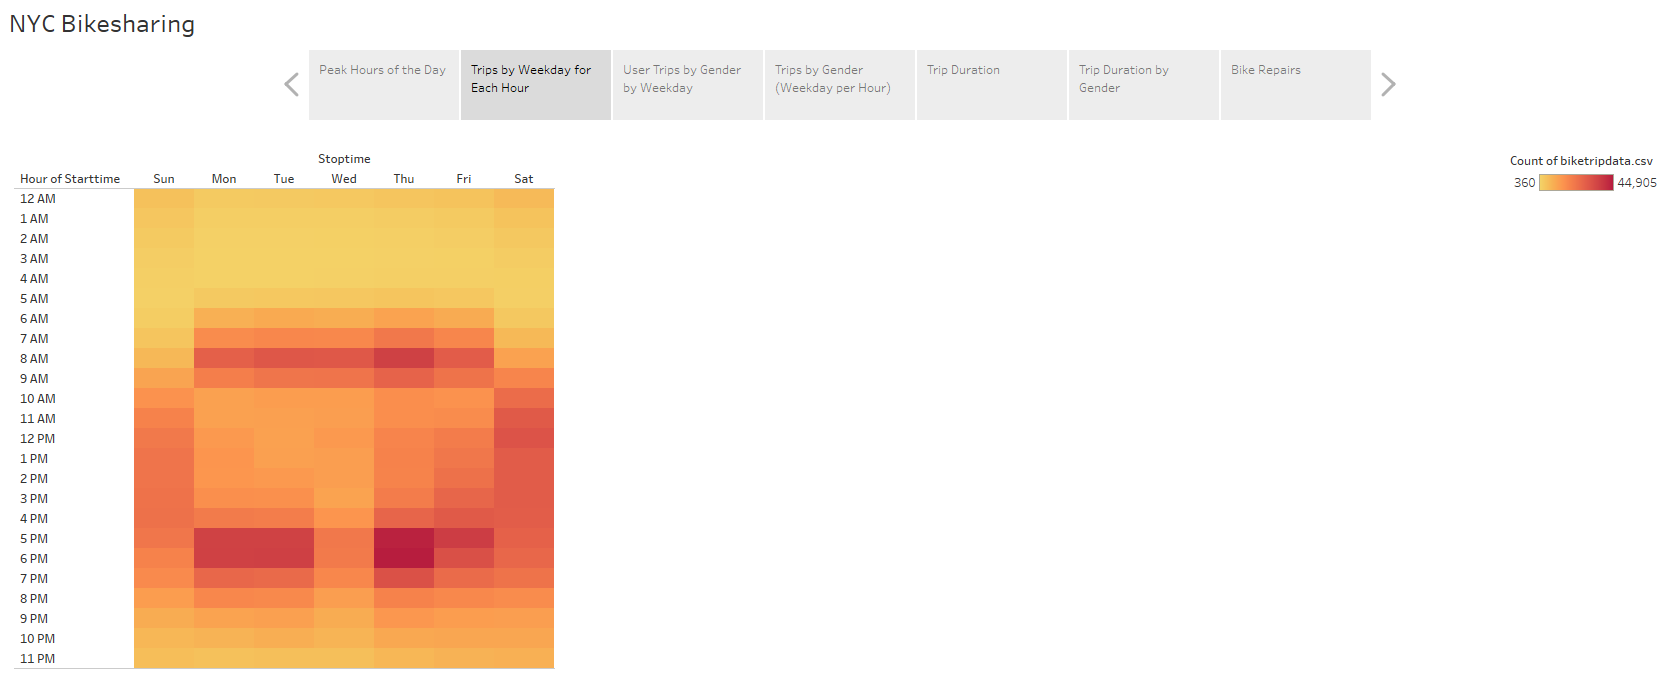 NYC Bikesharing
Peak Hours of the Day
Trips by Weekday for
Each Hour
User Trips by Gender
by Weekday
Trips by Gender
(Weekday per Hour)
Trip Duration
Trip Duration by
Gender
Bike Repairs
Stoptime
Hour of Starttime Sun Mon Tue Wed Thu Fri Sat
12 AM
1 AM
2 AM
3 AM
4 AM
5 AM
6 AM
7 AM
8 AM
9 AM
10 AM
11 AM
12 PM
1 PM
2 PM
3 PM
4 PM
5 PM
6 PM
7 PM
8 PM
9 PM
10 PM
11 PM
Count of biketripdata.csv
360 44,905